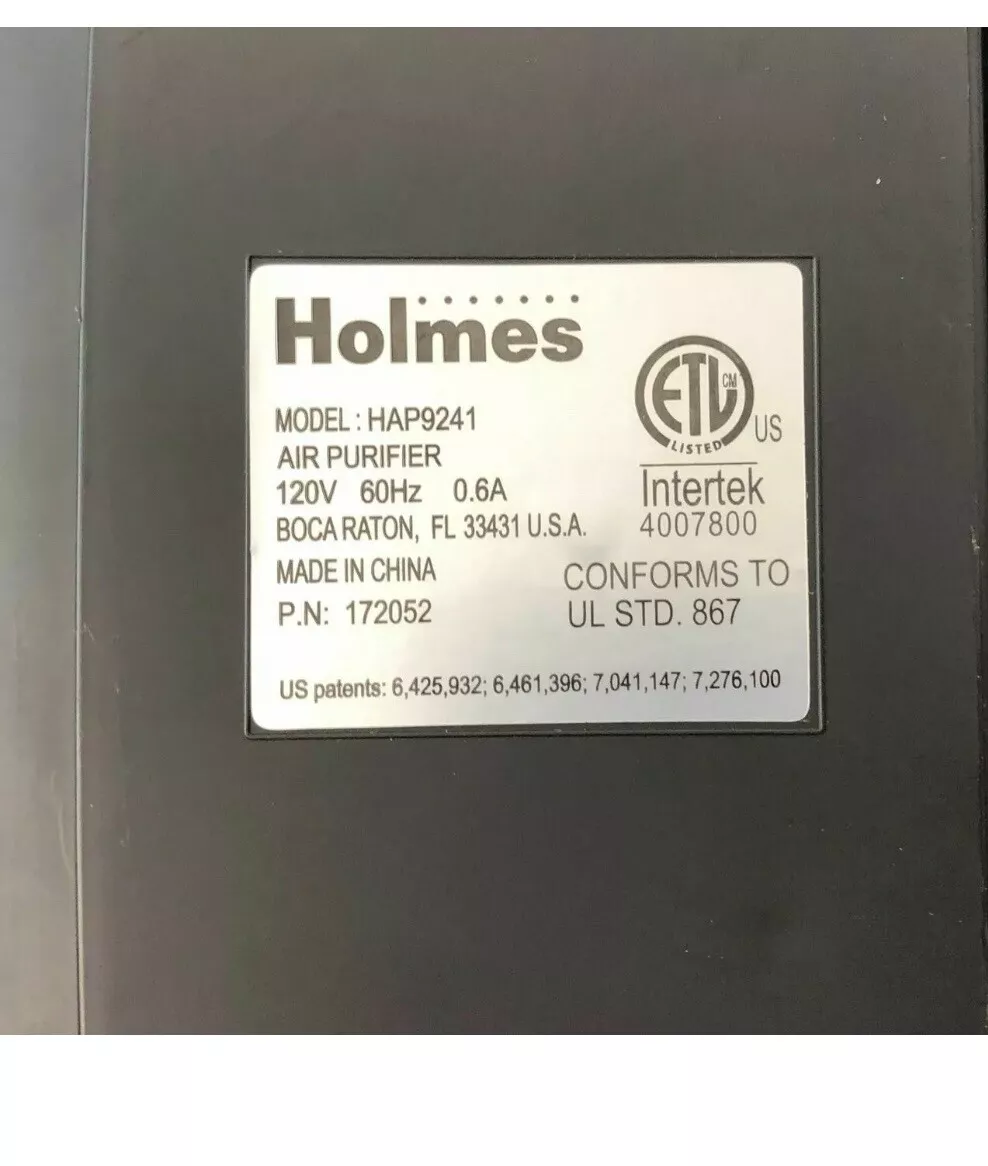 Holmes
MODEL : HAP9241
AIR PURIFIER
120V 60Hz 0.6A
BOCA RATON, FL 33431 U.S.A.
MADE IN CHINA
P.N: 172052
ETL CM
LISTED
US
Intertek
4007800
CONFORMS TO
UL STD. 867
US patents: 6,425,932; 6,461,396; 7,041,147; 7,276,100